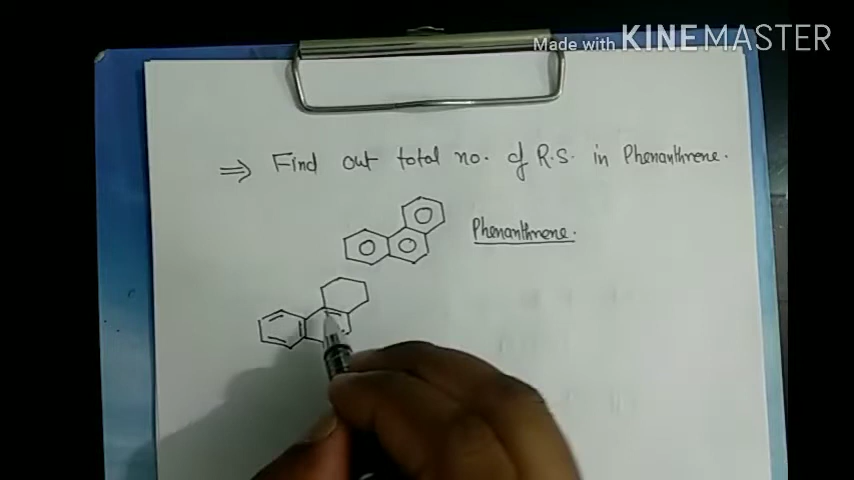 Made with KINEMASTER
⇒ Find out total no. of R.S. in Phenanthrene.
Phenanthrene.